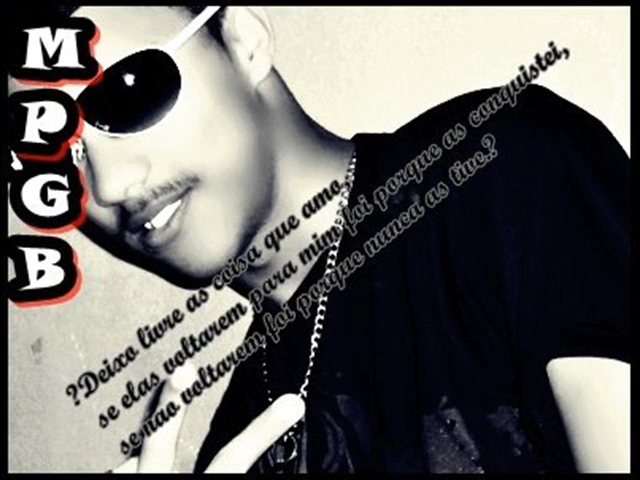 M
P
G
B
?Deixo livre as coisa que amo
se elas voltarem para mim foi porque as conquistei,
se nao voltarem foi porque nunca as tive.?